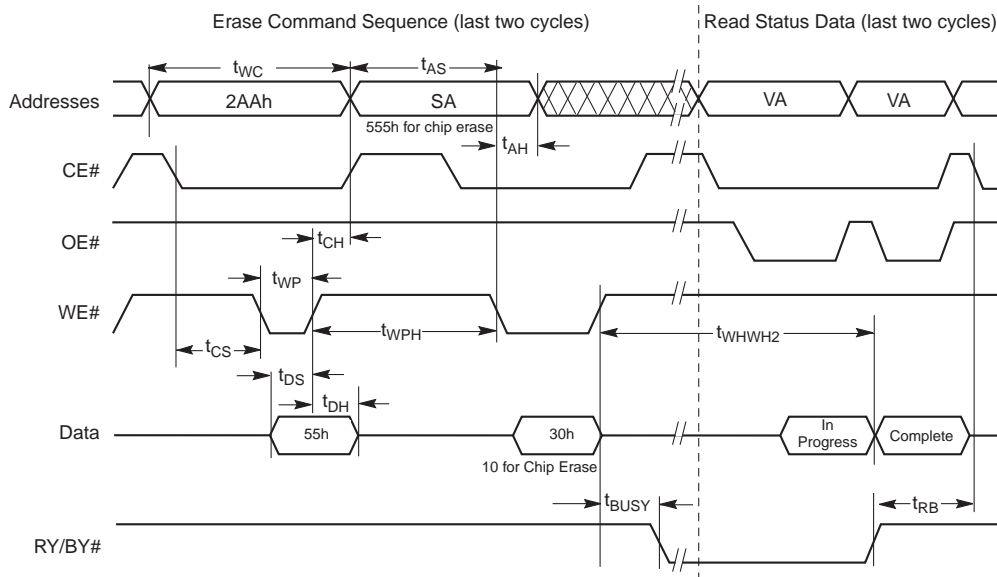 Erase Command Sequence (last two cycles)
Read Status Data (last two cycles)
tWC
tAS
Addresses
2AAh
SA
VA
VA
555h for chip erase
tAH
CE#
OE#
tCH
tWP
WE#
tWPH
tWHWH2
tCS
tDS
tDH
Data
55h
30h
In
Progress
Complete
10 for Chip Erase
tBUSY
tRB
RY/BY#